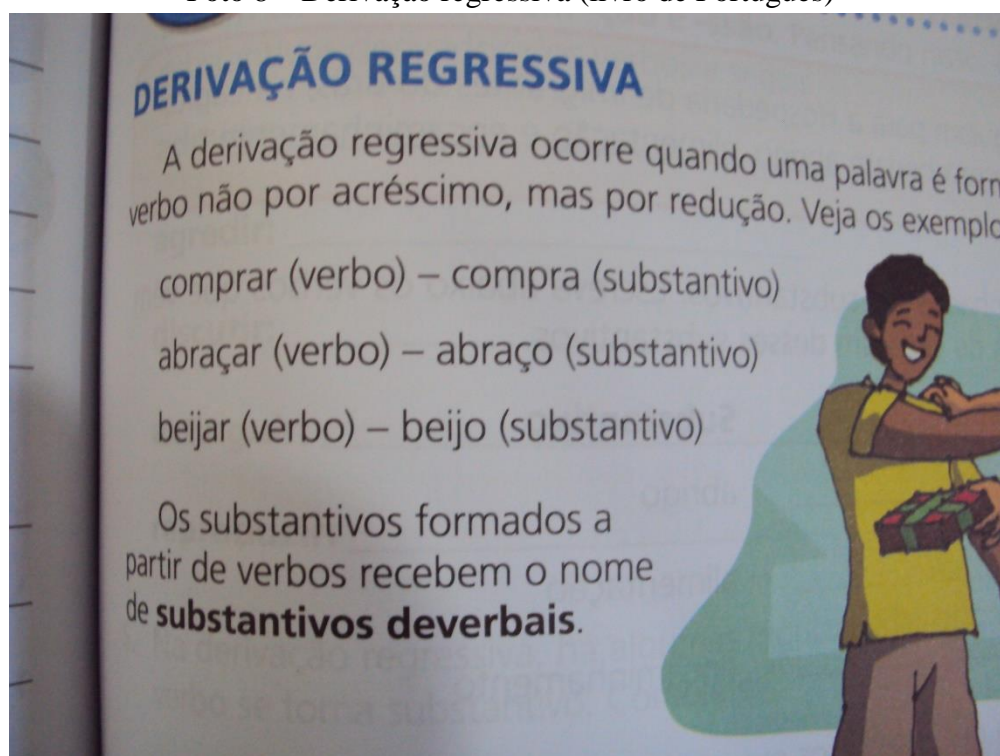 DERIVAÇÃO REGRESSIVA
A derivação regressiva ocorre quando uma palavra é
verbo não por acréscimo, mas por redução. Veja os
comprar (verbo) – compra (substantivo)
abraçar (verbo) – abraço (substantivo)
beijar (verbo) – beijo (substantivo)
Os substantivos formados a
partir de verbos recebem o nome
de substantivos deverbais.